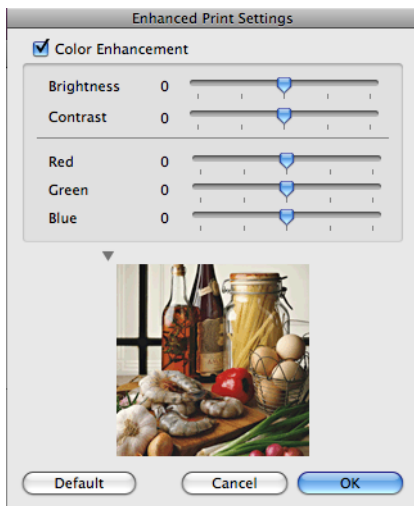 Enhanced Print Settings
Color Enhancement
Brightness 0
Contrast 0
Red 0
Green 0
Blue 0
Default Cancel OK